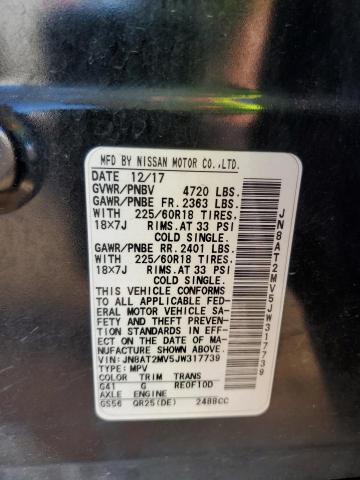 MFD BY NISSAN MOTOR CO.,LTD.
12/17
GVWR/PNBV 4720 LBS.
GAWR/PNBE FR. 2363 LBS.
WITH 225/60R18 TIRES,
18X7J RIMS.AT 33 PSI
COLD SINGLE.
GAWR/PNBE RR. 2401 LBS.
WITH 225/60R18 TIRES,
18X7J RIMS.AT 33 PSI
COLD SINGLE.
THIS VEHICLE CONFORMS
TO ALL APPLICABLE FED-
ERAL MOTOR VEHICLE SA-
FETY AND THEFT PREVEN-
TION STANDARDS IN EFF-
ECT ON THE DATE OF MA-
NUFACTURE SHOWN ABOVE.
VIN:JN8AT2MV5JW317739
TYPE: MPV
COLOR TRIM TRANS
G41 G RE0F10D
AXLE ENGINE
GS56 QR25(DE) 2488CC
JN8AT2MV5JW317739